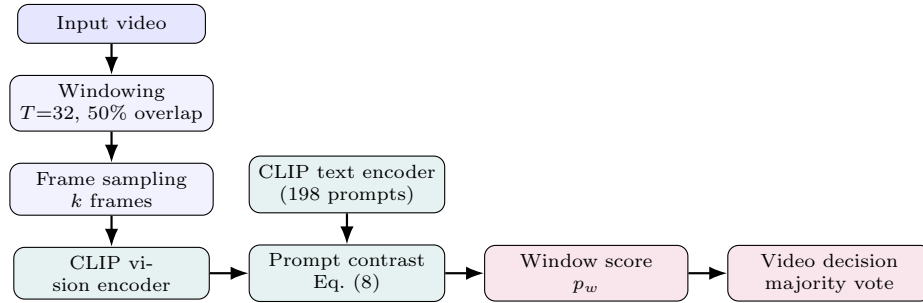 Input video
Windowing
T=32, 50% overlap
Frame sampling
k frames
CLIP vi-
sion encoder
CLIP text encoder
(198 prompts)
Prompt contrast
Eq. (8)
Window score
p_w
Video decision
majority vote